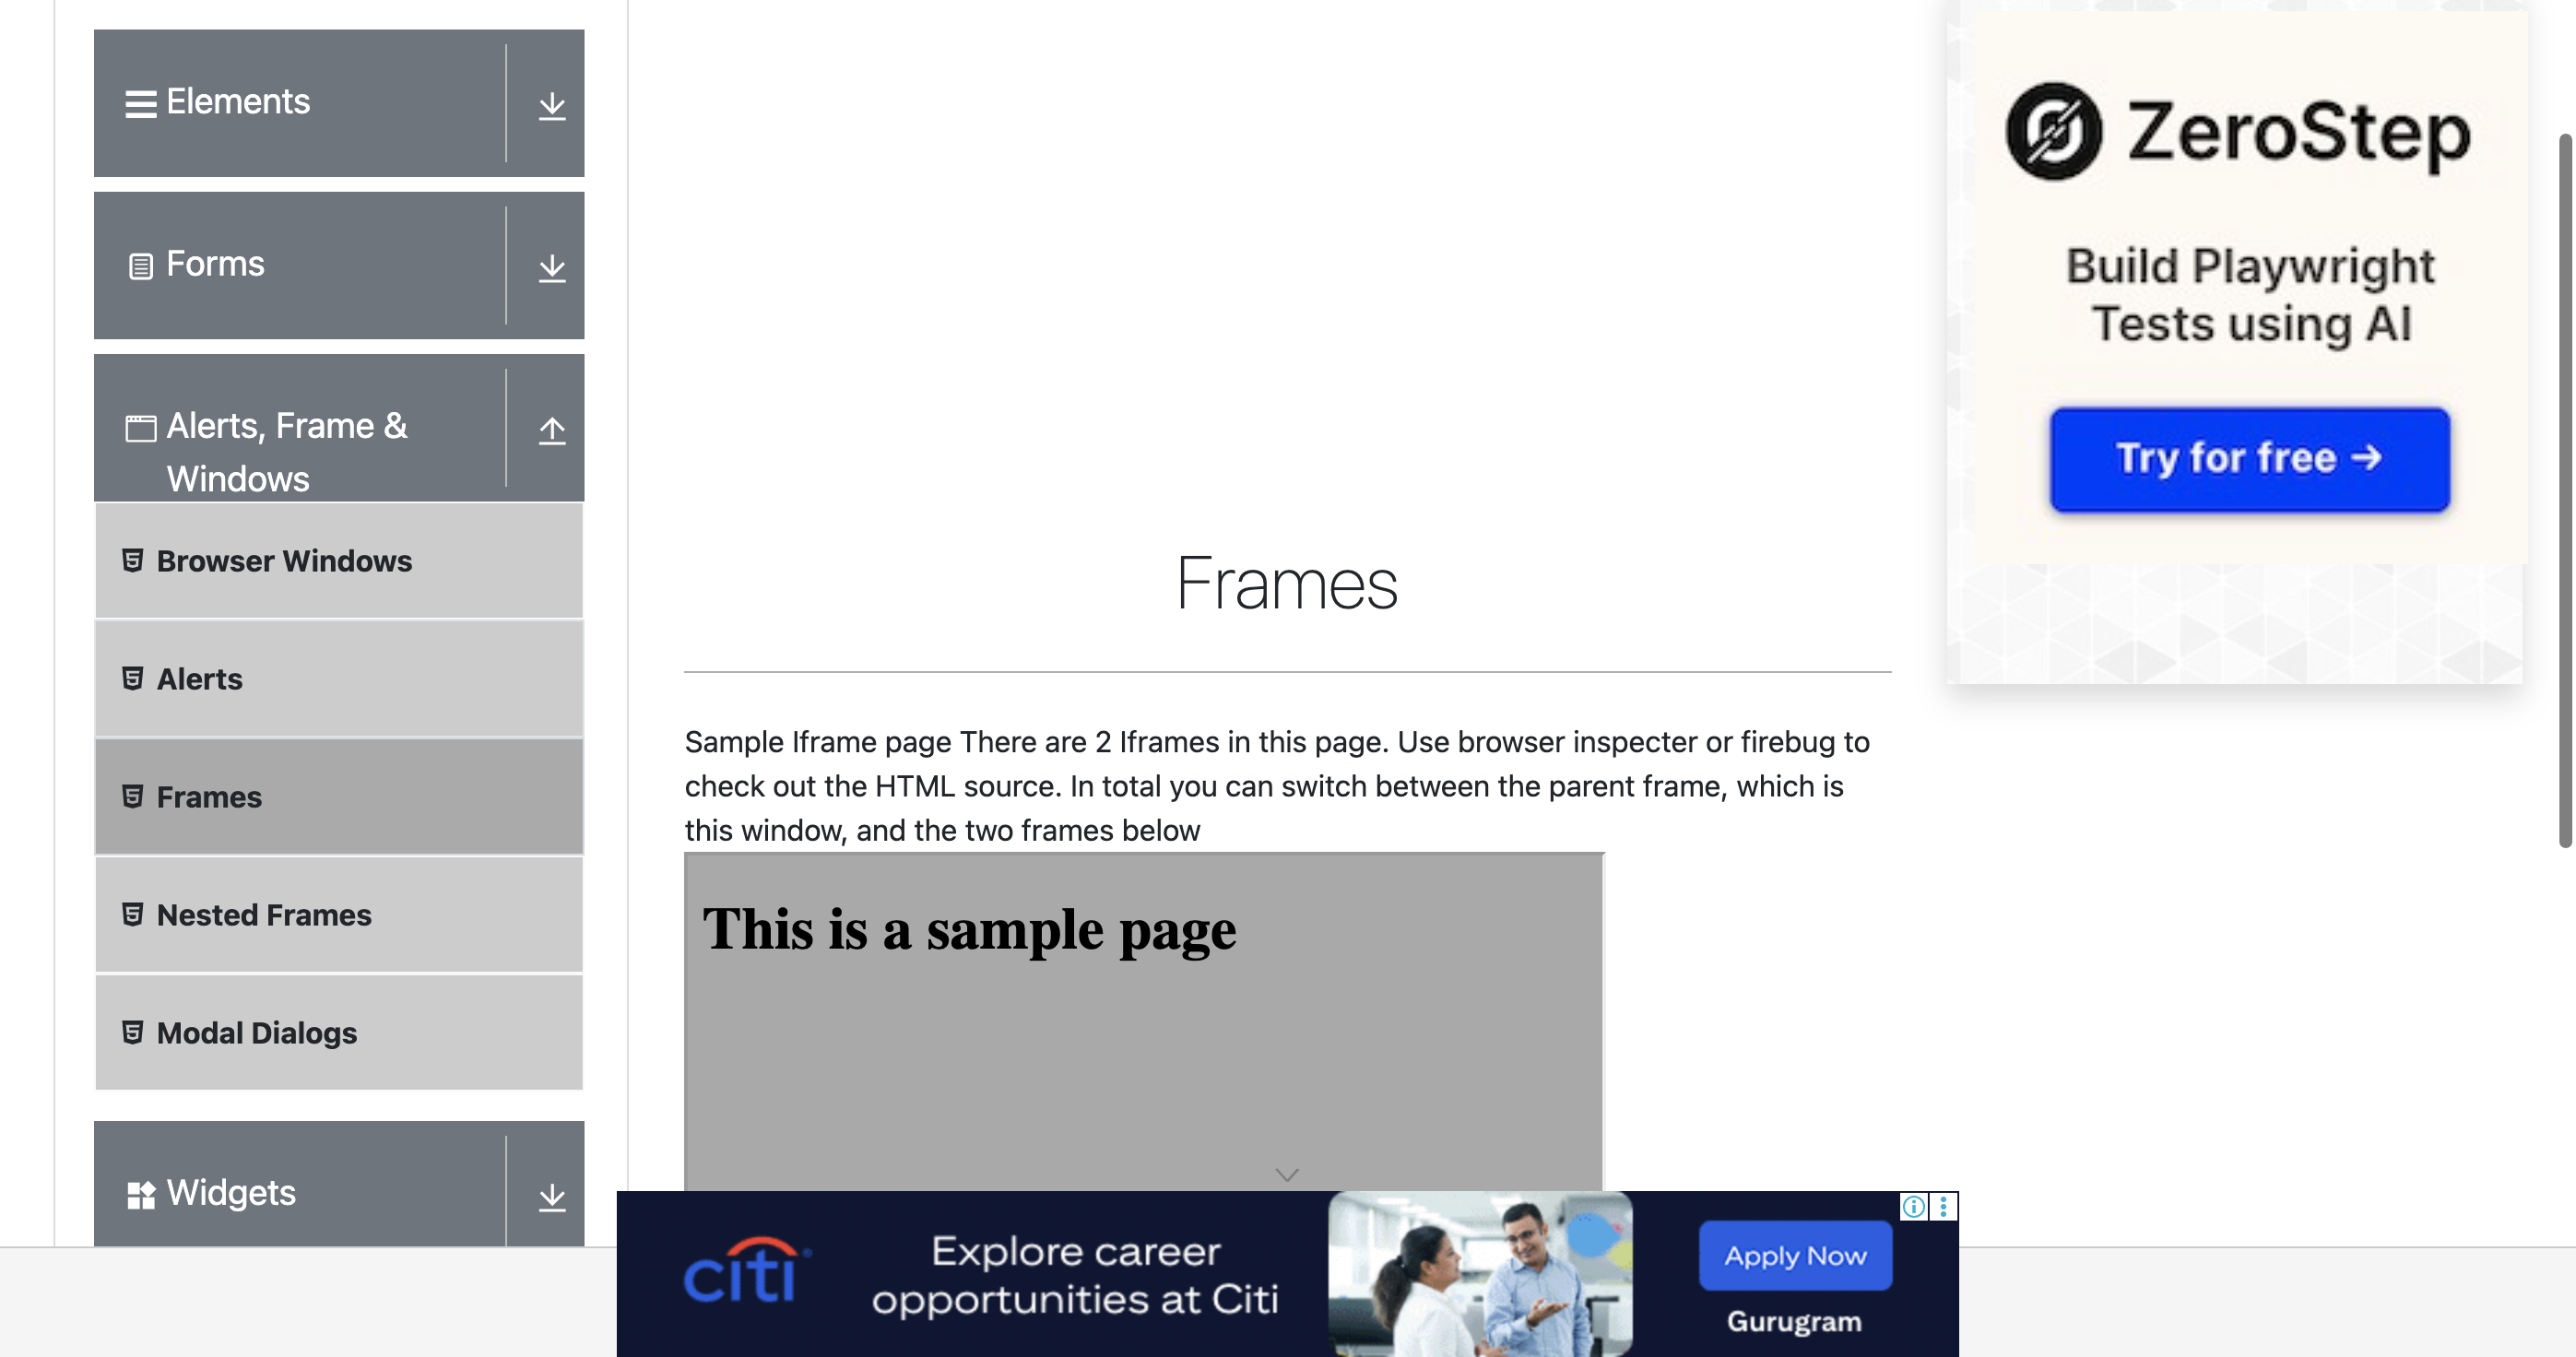 Elements
Forms
Alerts, Frame &
Windows
Browser Windows
Alerts
Frames
Nested Frames
Modal Dialogs
Widgets
Frames
Sample Iframe page There are 2 Iframes in this page. Use browser inspecter or firebug to
check out the HTML source. In total you can switch between the parent frame, which is
this window, and the two frames below
This is a sample page
ZeroStep
Build Playwright
Tests using AI
Try for free →
citi
Explore career
opportunities at Citi
Apply Now
Gurugram